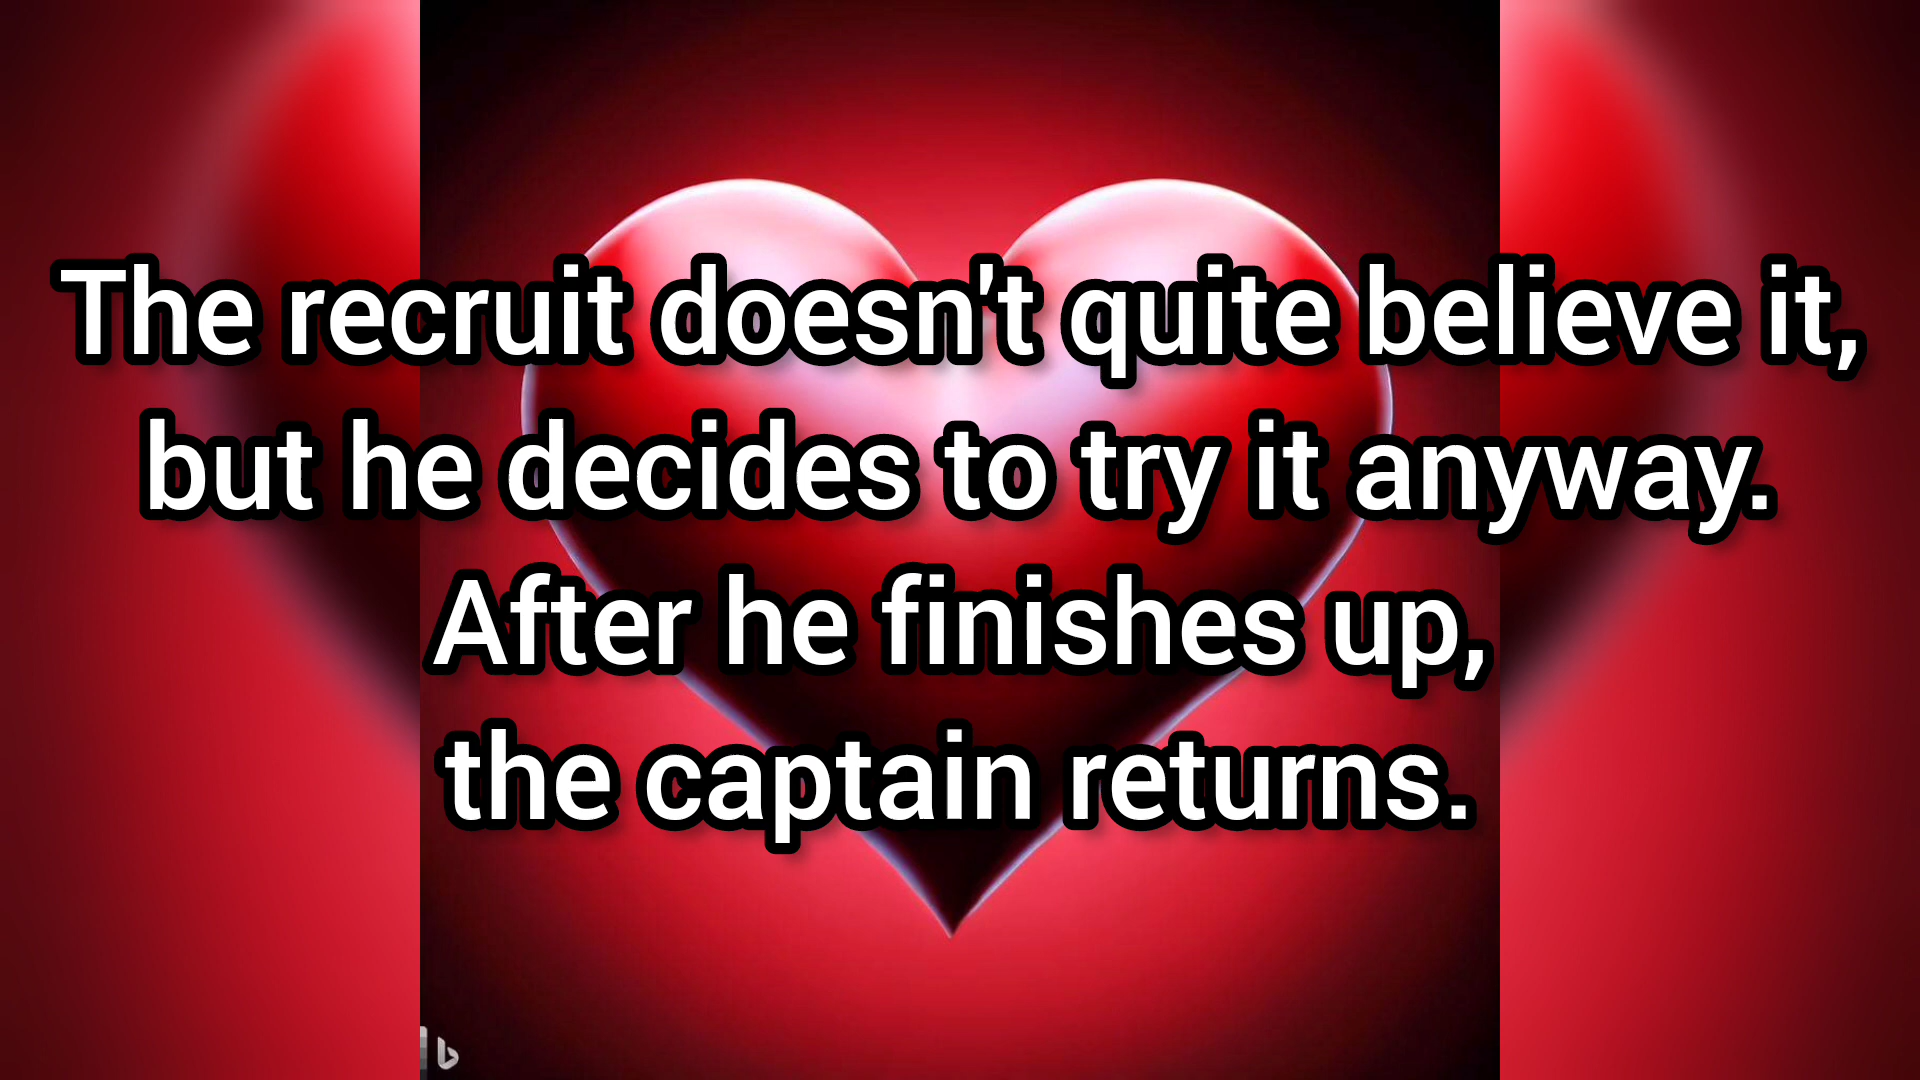 The recruit doesn't quite believe it,
but he decides to try it anyway.
After he finishes up,
the captain returns.
b